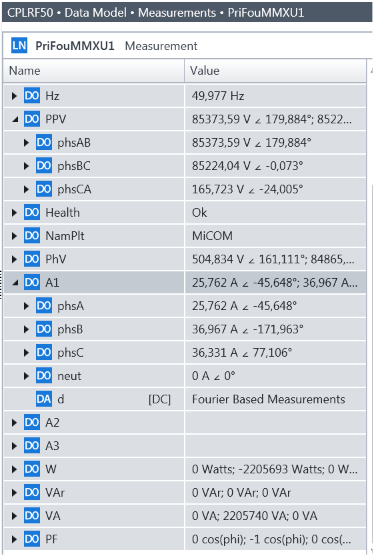 CPLRF50 • Data Model • Measurements • PriFouMMXU1
LN PriFouMMXU1 Measurement
Name Value
DO Hz 49,977 Hz
DO PPV 85373,59 V ∠ 179,884°; 8522...
DO phsAB 85373,59 V ∠ 179,884°
DO phsBC 85224,04 V ∠ -0,073°
DO phsCA 165,723 V ∠ -24,005°
DO Health Ok
DO NamPlt MiCOM
DO PhV 504,834 V ∠ 161,111°; 84865,...
DO A1 25,762 A ∠ -45,648°; 36,967 A...
DO phsA 25,762 A ∠ -45,648°
DO phsB 36,967 A ∠ -171,963°
DO phsC 36,331 A ∠ 77,106°
DO neut 0 A ∠ 0°
DA d [DC] Fourier Based Measurements
DO A2
DO A3
DO W 0 Watts; -2205693 Watts; 0 W...
DO VAr 0 VAr; 0 VAr; 0 VAr
DO VA 0 VA; 2205740 VA; 0 VA
DO PF 0 cos(phi); -1 cos(phi); 0 cos(...